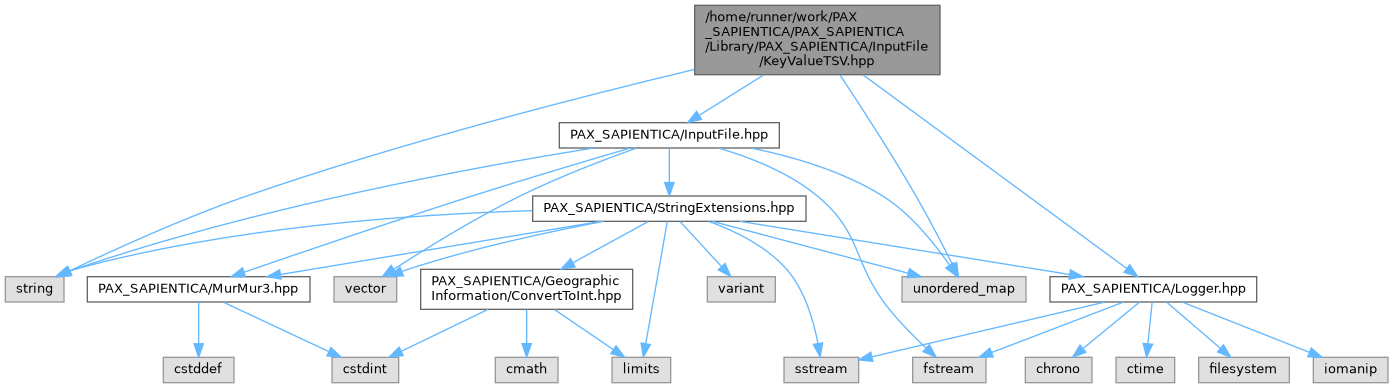 /home/runner/work/PAX
_SAPIENTICA/PAX_SAPIENTICA
/Library/PAX_SAPIENTICA/InputFile
/KeyValueTSV.hpp
PAX_SAPIENTICA/InputFile.hpp
PAX_SAPIENTICA/StringExtensions.hpp
string
PAX_SAPIENTICA/MurMur3.hpp
vector
PAX_SAPIENTICA/Geographic
Information/ConvertToInt.hpp
variant
unordered_map
PAX_SAPIENTICA/Logger.hpp
cstddef
cstdint
cmath
limits
sstream
fstream
chrono
ctime
filesystem
iomanip